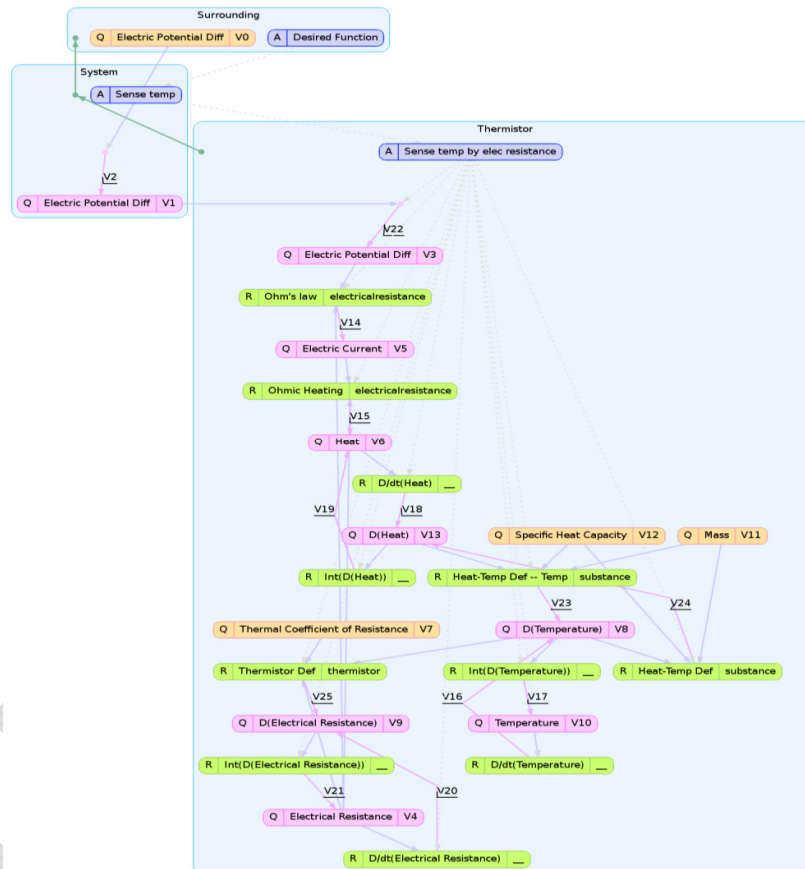 Surrounding
Q Electric Potential Diff V0 A Desired Function
System
A Sense temp
Thermistor
A Sense temp by elec resistance
V2
Q Electric Potential Diff V1
V22
Q Electric Potential Diff V3
R Ohm's law electricalresistance
V14
Q Electric Current V5
R Ohmic Heating electricalresistance
V15
Q Heat V6
R D/dt(Heat) __
V19 V18
Q D(Heat) V13 Q Specific Heat Capacity V12 Q Mass V11
R Int(D(Heat)) __ R Heat-Temp Def -- Temp substance
V23 V24
Q Thermal Coefficient of Resistance V7 Q D(Temperature) V8
R Thermistor Def thermistor R Int(D(Temperature)) __ R Heat-Temp Def substance
V25 V16 V17
Q D(Electrical Resistance) V9 Q Temperature V10
R Int(D(Electrical Resistance)) __ R D/dt(Temperature) __
V21 V20
Q Electrical Resistance V4
R D/dt(Electrical Resistance) __